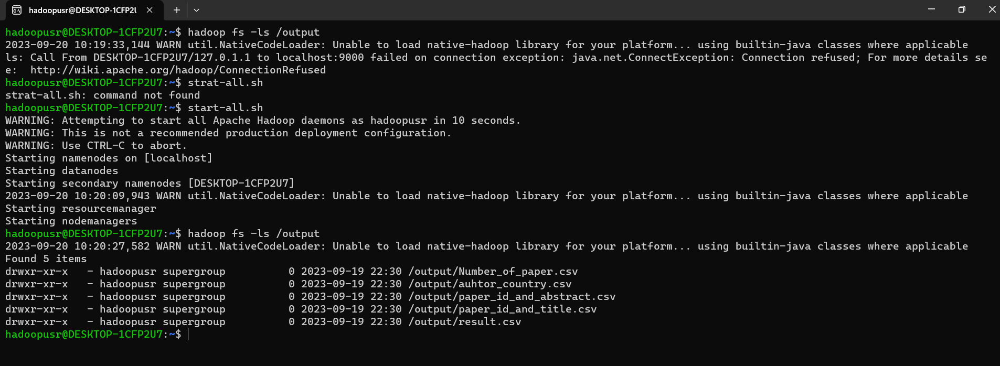 hadoopusr@DESKTOP-1CFP2U
hadoopusr@DESKTOP-1CFP2U7:~$ hadoop fs -ls /output
2023-09-20 10:19:33,144 WARN util.NativeCodeLoader: Unable to load native-hadoop library for your platform... using builtin-java classes where applicable
ls: Call From DESKTOP-1CFP2U7/127.0.1.1 to localhost:9000 failed on connection exception: java.net.ConnectException: Connection refused; For more details se
e:  http://wiki.apache.org/hadoop/ConnectionRefused
hadoopusr@DESKTOP-1CFP2U7:~$ strat-all.sh
strat-all.sh: command not found
hadoopusr@DESKTOP-1CFP2U7:~$ start-all.sh
WARNING: Attempting to start all Apache Hadoop daemons as hadoopusr in 10 seconds.
WARNING: This is not a recommended production deployment configuration.
WARNING: Use CTRL-C to abort.
Starting namenodes on [localhost]
Starting datanodes
Starting secondary namenodes [DESKTOP-1CFP2U7]
2023-09-20 10:20:09,943 WARN util.NativeCodeLoader: Unable to load native-hadoop library for your platform... using builtin-java classes where applicable
Starting resourcemanager
Starting nodemanagers
hadoopusr@DESKTOP-1CFP2U7:~$ hadoop fs -ls /output
2023-09-20 10:20:27,582 WARN util.NativeCodeLoader: Unable to load native-hadoop library for your platform... using builtin-java classes where applicable
Found 5 items
drwxr-xr-x   - hadoopusr supergroup          0 2023-09-19 22:30 /output/Number_of_paper.csv
drwxr-xr-x   - hadoopusr supergroup          0 2023-09-19 22:30 /output/auhtor_country.csv
drwxr-xr-x   - hadoopusr supergroup          0 2023-09-19 22:30 /output/paper_id_and_abstract.csv
drwxr-xr-x   - hadoopusr supergroup          0 2023-09-19 22:30 /output/paper_id_and_title.csv
drwxr-xr-x   - hadoopusr supergroup          0 2023-09-19 22:30 /output/result.csv
hadoopusr@DESKTOP-1CFP2U7:~$